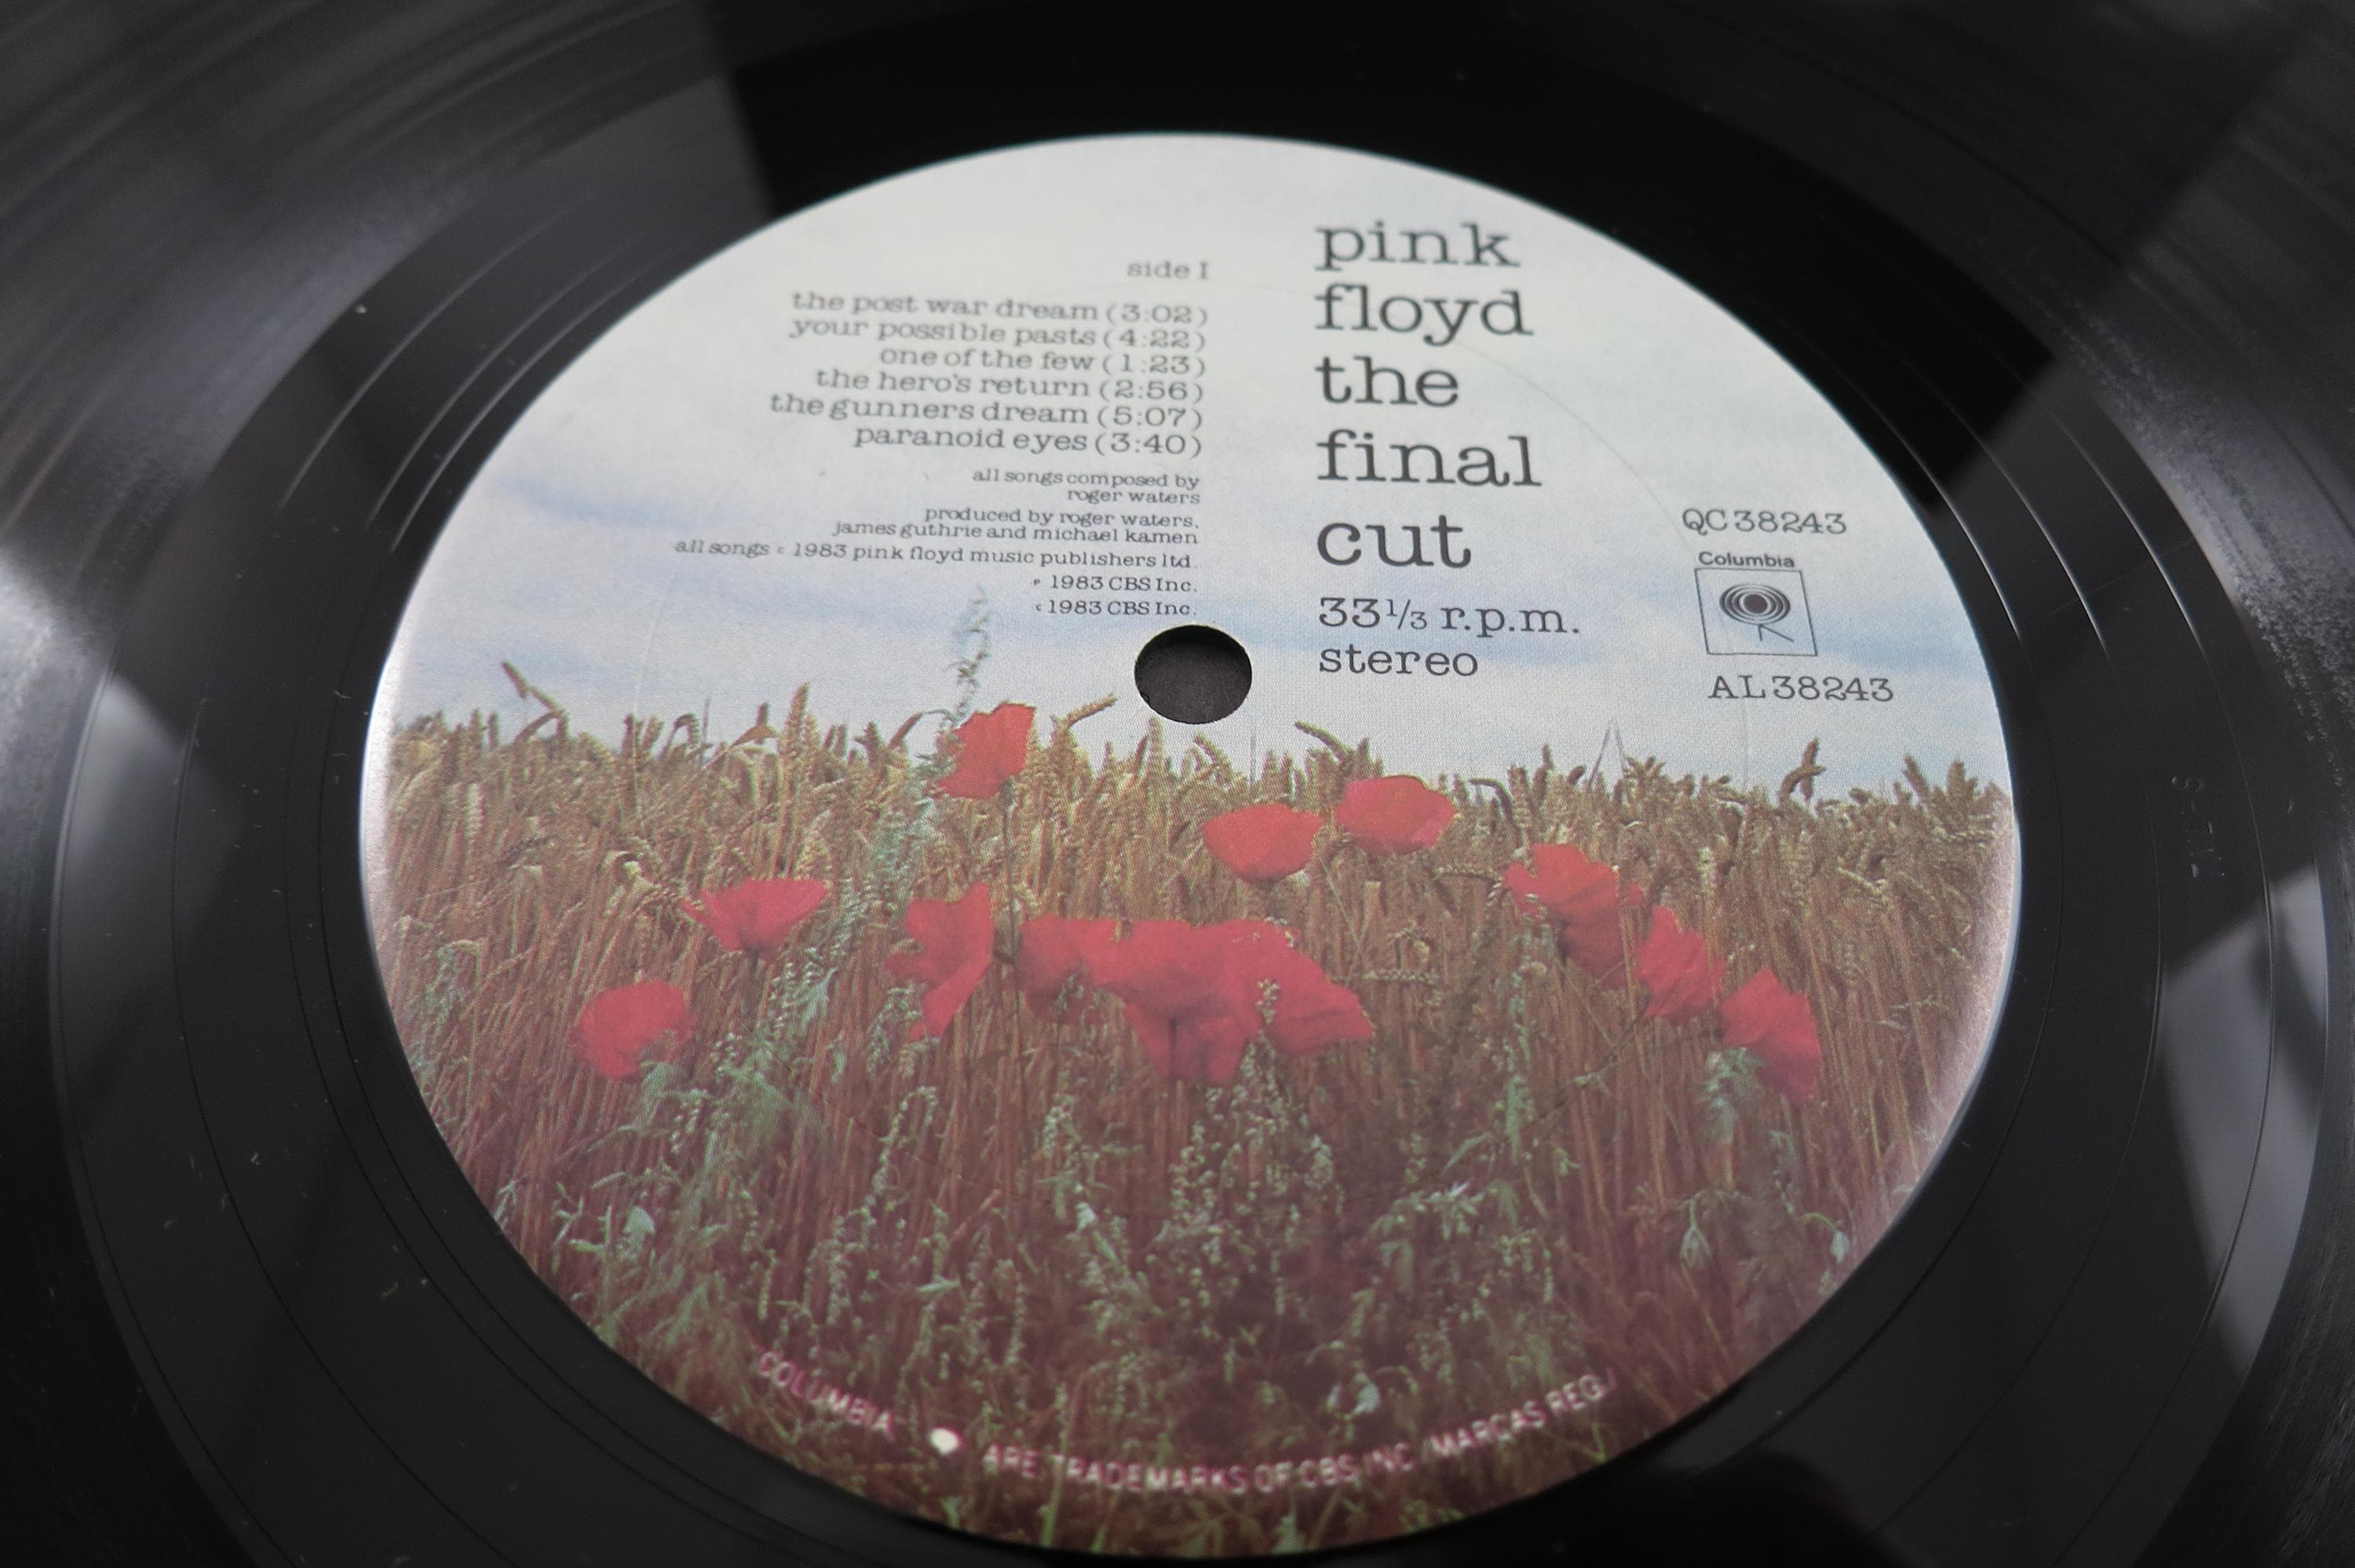 side I
the post war dream (3:02)
your possible pasts (4:22)
one of the few (1:23)
the hero's return (2:56)
the gunners dream (5:07)
paranoid eyes (3:40)
all songs composed by
roger waters
produced by roger waters,
james guthrie and michael kamen
all songs c 1983 pink floyd music publishers ltd.
P 1983 CBS Inc.
c 1983 CBS Inc.
pink
floyd
the
final
cut
33⅓ r.p.m.
stereo
QC 38243
Columbia
AL 38243
COLUMBIA ARE TRADEMARKS OF CBS INC. MARCAS REG.